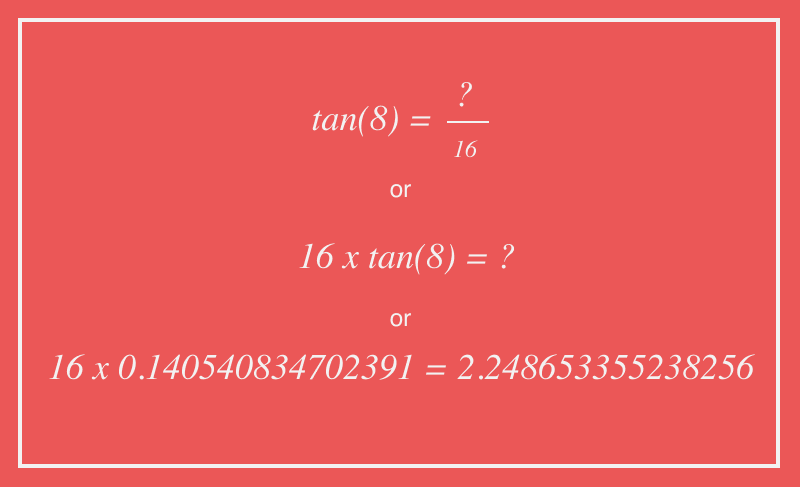 tan(8) = ?/16
or
16 x tan(8) = ?
or
16 x 0.140540834702391 = 2.248653355238256